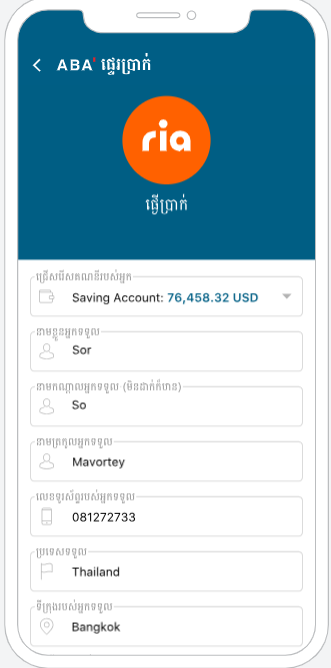 ABA' ផ្ទេរប្រាក់
ria
ផ្ញើប្រាក់
ជ្រើសរើសគណនីរបស់អ្នក
Saving Account: 76,458.32 USD
នាមខ្លួនអ្នកទទួល
Sor
នាមកណ្តាលអ្នកទទួល (មិនដាក់ក៏បាន)
So
នាមត្រកូលអ្នកទទួល
Mavortey
លេខទូរស័ព្ទរបស់អ្នកទទួល
081272733
ប្រទេសទទួល
Thailand
ទីក្រុងរបស់អ្នកទទួល
Bangkok